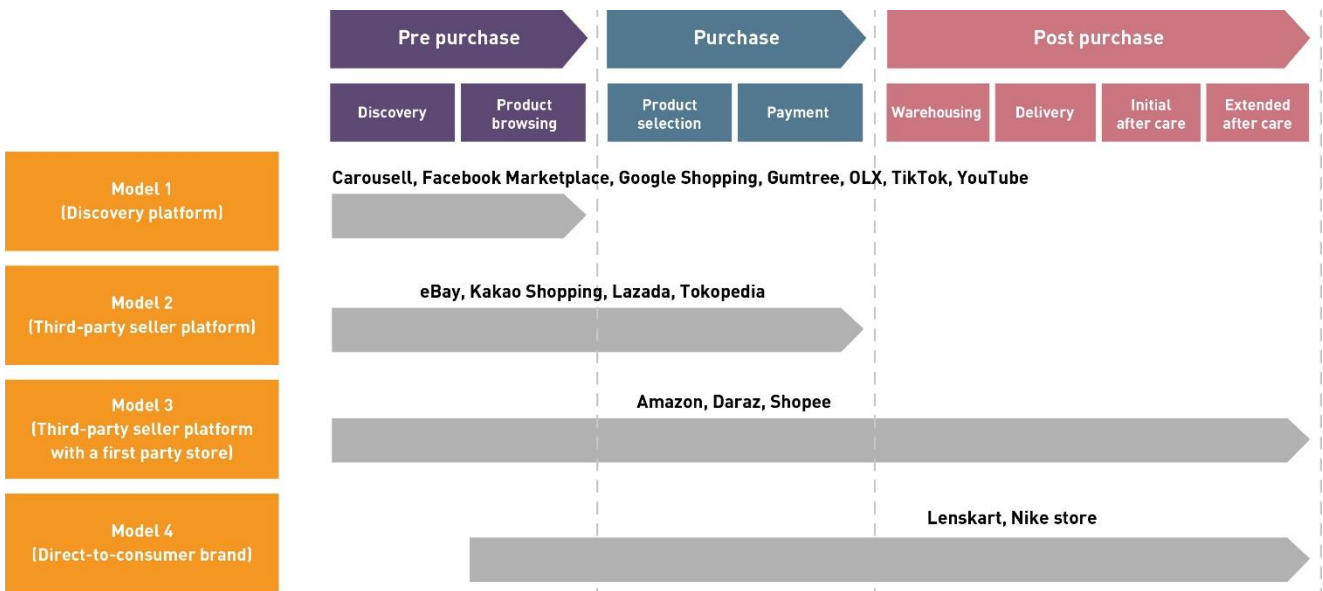 Pre purchase
Purchase
Post purchase
Discovery
Product
browsing
Product
selection
Payment
Warehousing
Delivery
Initial
after care
Extended
after care
Model 1
(Discovery platform)
Carousell, Facebook Marketplace, Google Shopping, Gumtree, OLX, TikTok, YouTube
Model 2
(Third-party seller platform)
eBay, Kakao Shopping, Lazada, Tokopedia
Model 3
(Third-party seller platform
with a first party store)
Amazon, Daraz, Shopee
Model 4
(Direct-to-consumer brand)
Lenskart, Nike store